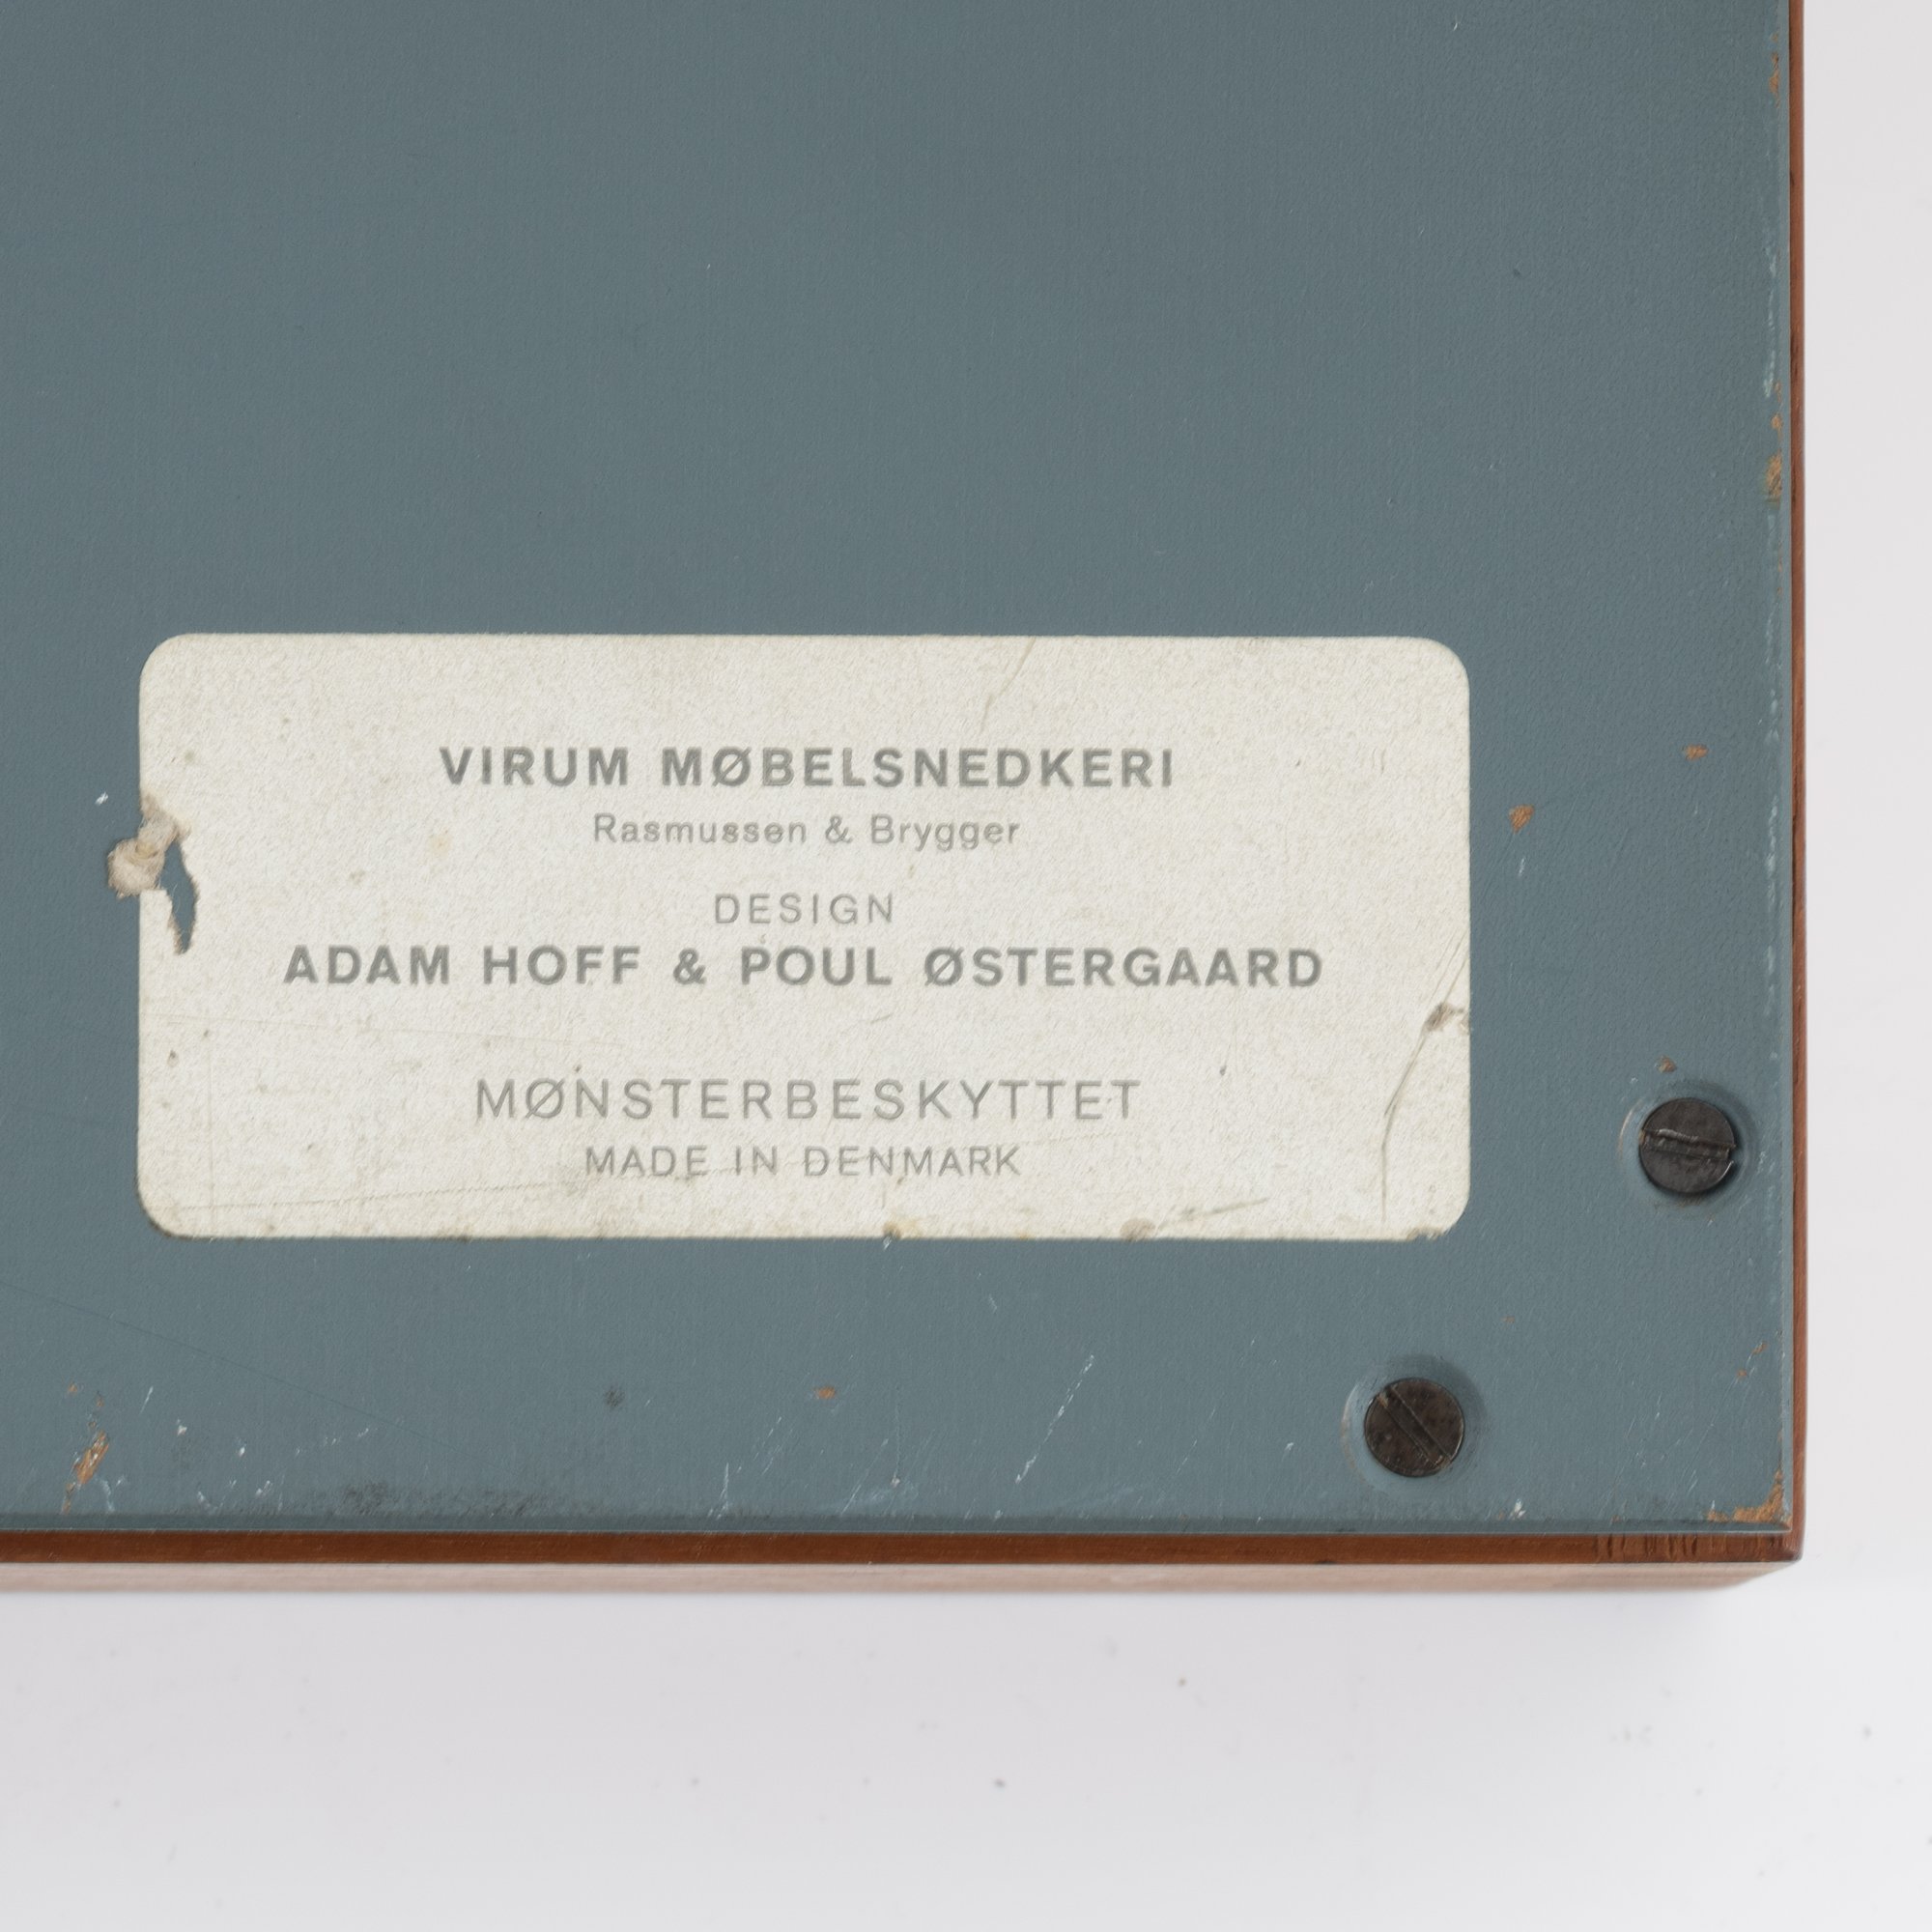 VIRUM MØBELSNEDKERI
Rasmussen & Brygger
DESIGN
ADAM HOFF & POUL ØSTERGAARD
MØNSTERBESKYTTET
MADE IN DENMARK